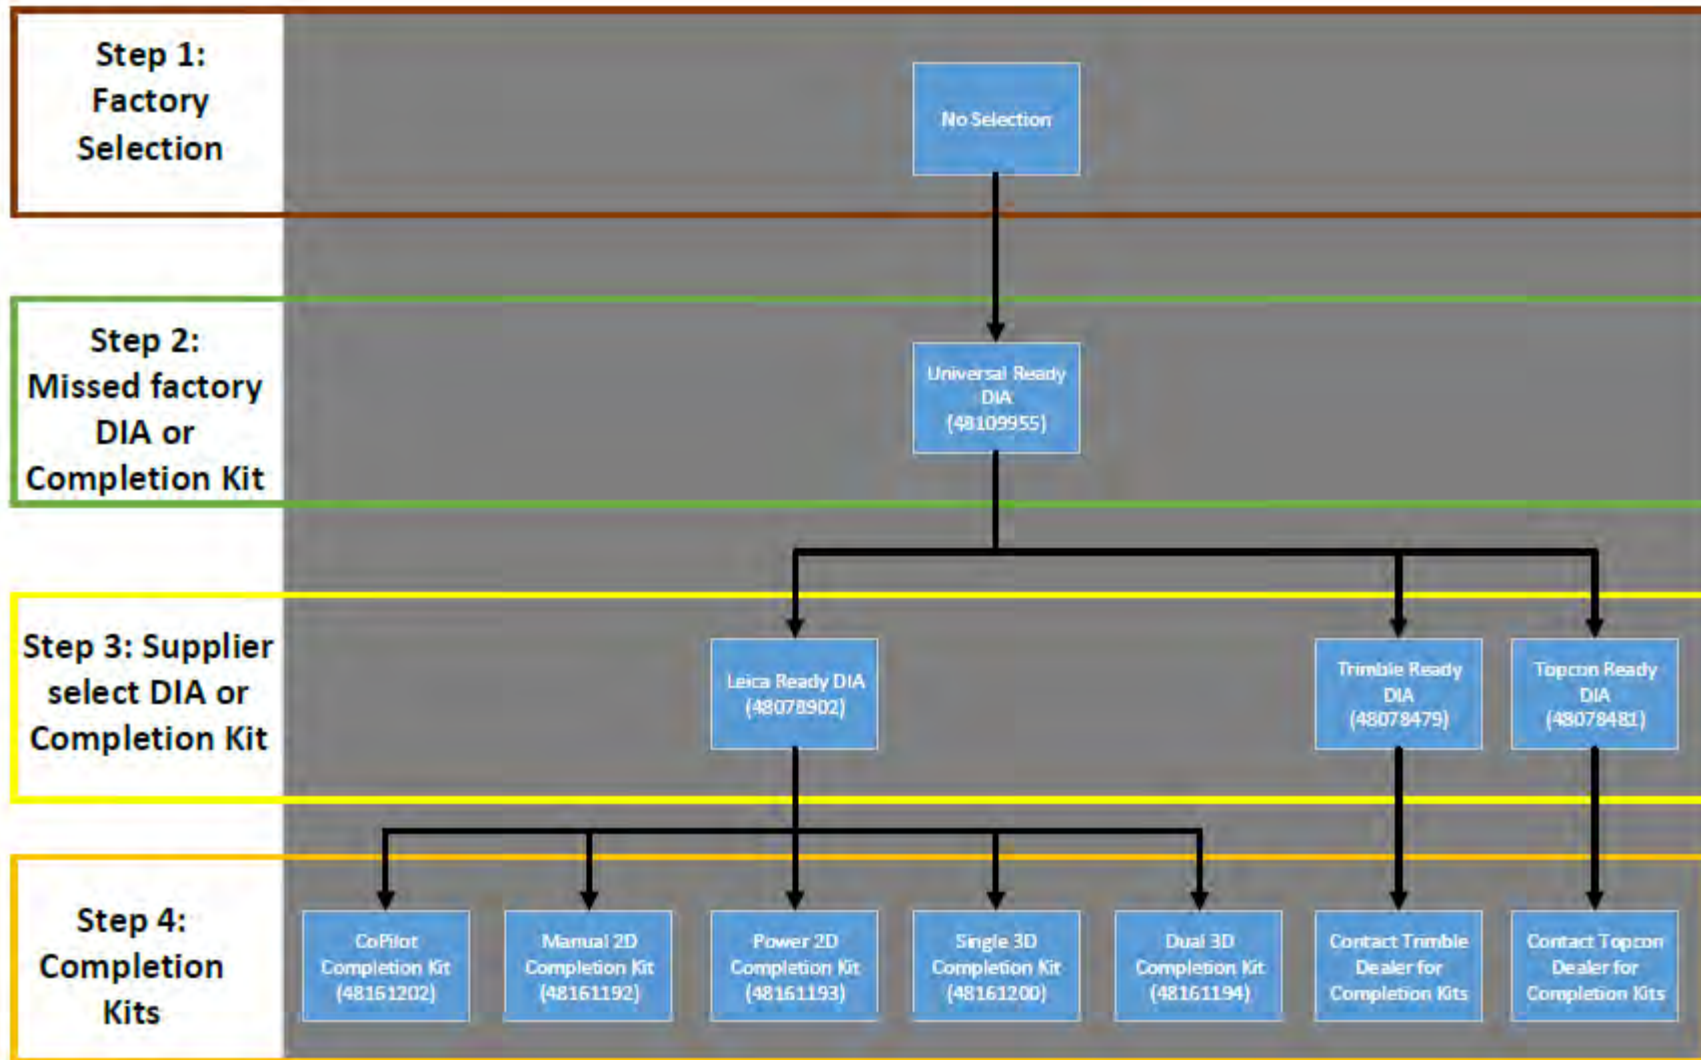 Step 1:
Factory
Selection
No Selection
Step 2:
Missed factory
DIA or
Completion Kit
Universal Ready
DIA
(48109955)
Step 3: Supplier
select DIA or
Completion Kit
Leica Ready DIA
(48078902)
Trimble Ready
DIA
(48078479)
Topcon Ready
DIA
(48078481)
Step 4:
Completion
Kits
CoPilot
Completion Kit
(48161202)
Manual 2D
Completion Kit
(48161192)
Power 2D
Completion Kit
(48161193)
Single 3D
Completion Kit
(48161200)
Dual 3D
Completion Kit
(48161194)
Contact Trimble
Dealer for
Completion Kits
Contact Topcon
Dealer for
Completion Kits